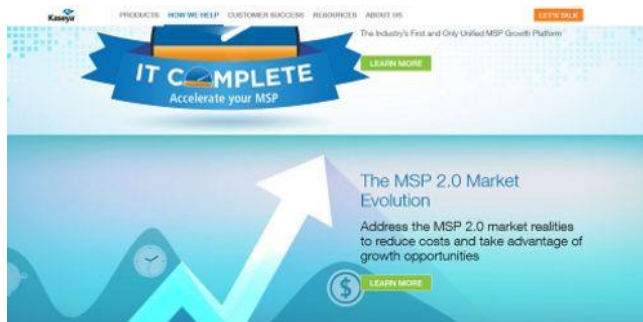 Kaseya
PRODUCTS HOW WE HELP CUSTOMER SUCCESS RESOURCES ABOUT US
LET'S TALK
The Industry's First and Only Unified MSP Growth Platform
LEARN MORE
IT COMPLETE
Accelerate your MSP
The MSP 2.0 Market
Evolution
Address the MSP 2.0 market realities
to reduce costs and take advantage of
growth opportunities
$
LEARN MORE